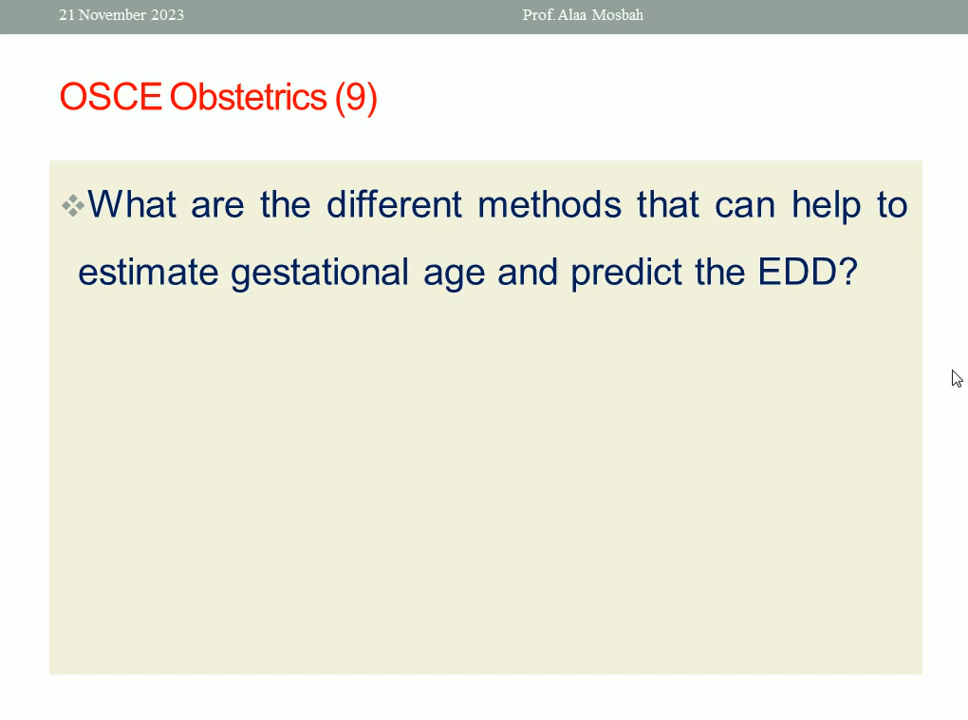 21 November 2023 Prof. Alaa Mosbah
OSCE Obstetrics (9)
What are the different methods that can help to
estimate gestational age and predict the EDD?